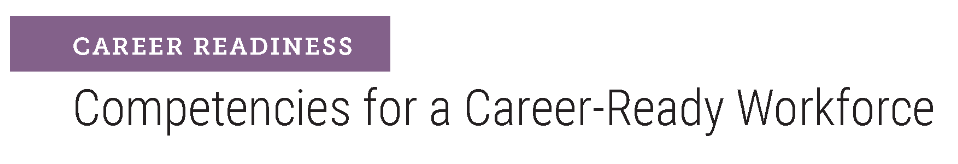 CAREER READINESS
Competencies for a Career-Ready Workforce